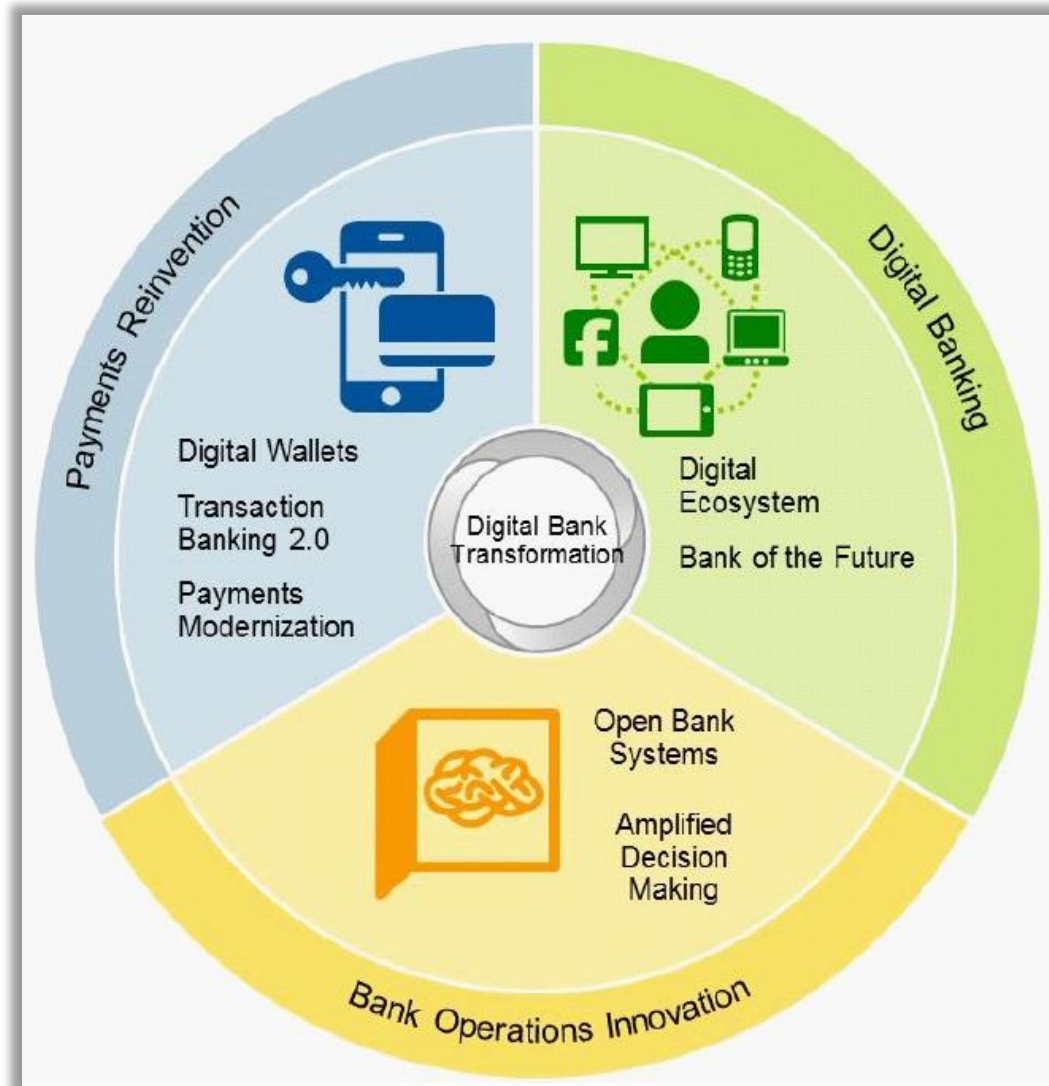 Payments Reinvention
Digital Wallets
Transaction
Banking 2.0
Payments
Modernization
Digital Banking
Digital
Ecosystem
Bank of the Future
Digital Bank
Transformation
Open Bank
Systems
Amplified
Decision
Making
Bank Operations Innovation